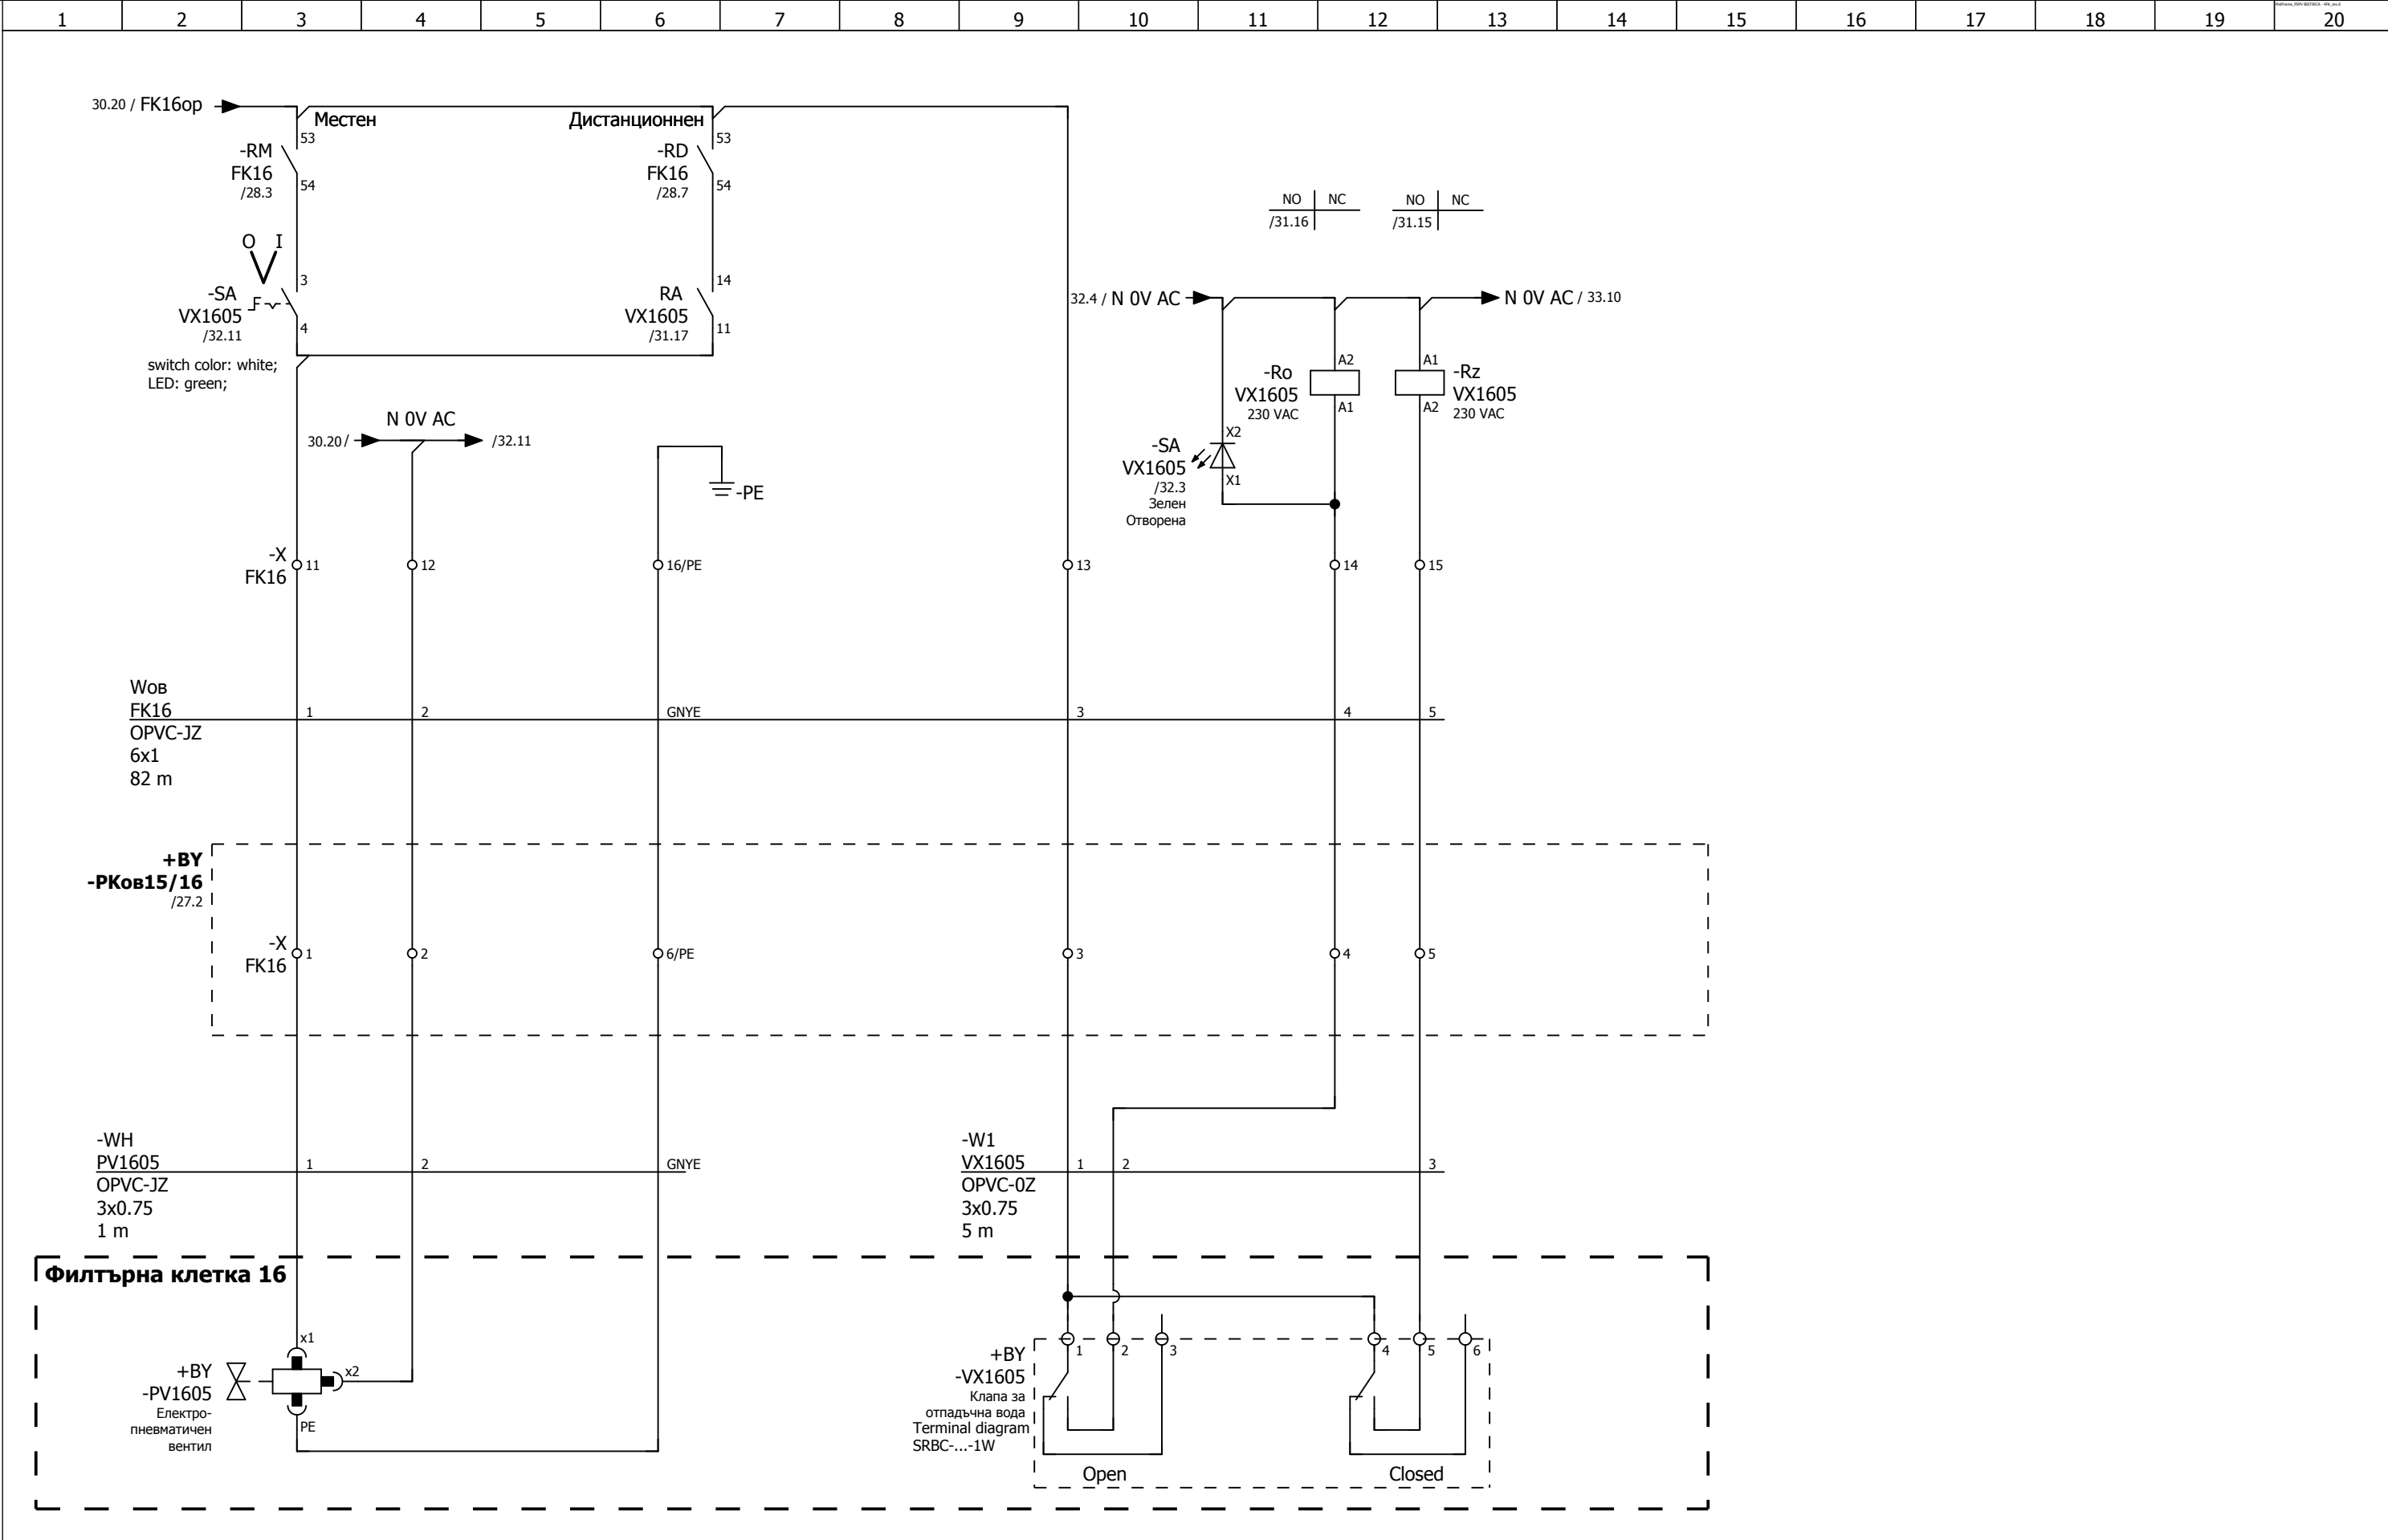 1 2 3 4 5 6 7 8 9 10 11 12 13 14 15 16 17 18 19 20
30.20 / FK16op
Местен
Дистанционнен
53
53
-RM
FK16
/28.3
54
-RD
FK16
/28.7
54
NO NC
/31.16
NO NC
/31.15
O I
3
-SA
VX1605
/32.11
4
switch color: white;
LED: green;
14
RA
VX1605
/31.17
11
32.4 / N 0V AC
N 0V AC / 33.10
A2
-Ro
VX1605
230 VAC
A1
A1
-Rz
VX1605
230 VAC
A2
N 0V AC
30.20 /
/32.11
-PE
X2
-SA
VX1605
/32.3
Зелен
Отворена
X1
-X
FK16
11 12 16/PE 13 14 15
Wов
FK16
OPVC-JZ
6x1
82 m
1 2 GNYE 3 4 5
+BY
-РКов15/16
/27.2
-X
FK16
1 2 6/PE 3 4 5
-WH
PV1605
OPVC-JZ
3x0.75
1 m
1 2 GNYE
-W1
VX1605
OPVC-0Z
3x0.75
5 m
1 2 3
Филтърна клетка 16
x1
x2
PE
+BY
-PV1605
Електро-
пневматичен
вентил
+BY
-VX1605
Клапа за
отпадъчна вода
Terminal diagram
SRBC-...-1W
1 2 3 4 5 6
Open
Closed